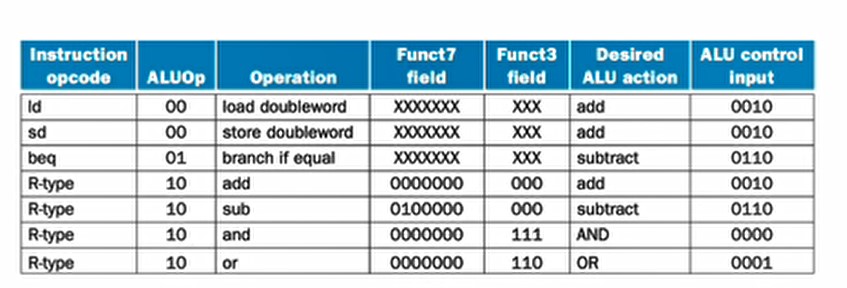 Instruction opcode ALUOp Operation Funct7 field Funct3 field Desired ALU action ALU control input
ld 00 load doubleword XXXXXXX XXX add 0010
sd 00 store doubleword XXXXXXX XXX add 0010
beq 01 branch if equal XXXXXXX XXX subtract 0110
R-type 10 add 0000000 000 add 0010
R-type 10 sub 0100000 000 subtract 0110
R-type 10 and 0000000 111 AND 0000
R-type 10 or 0000000 110 OR 0001